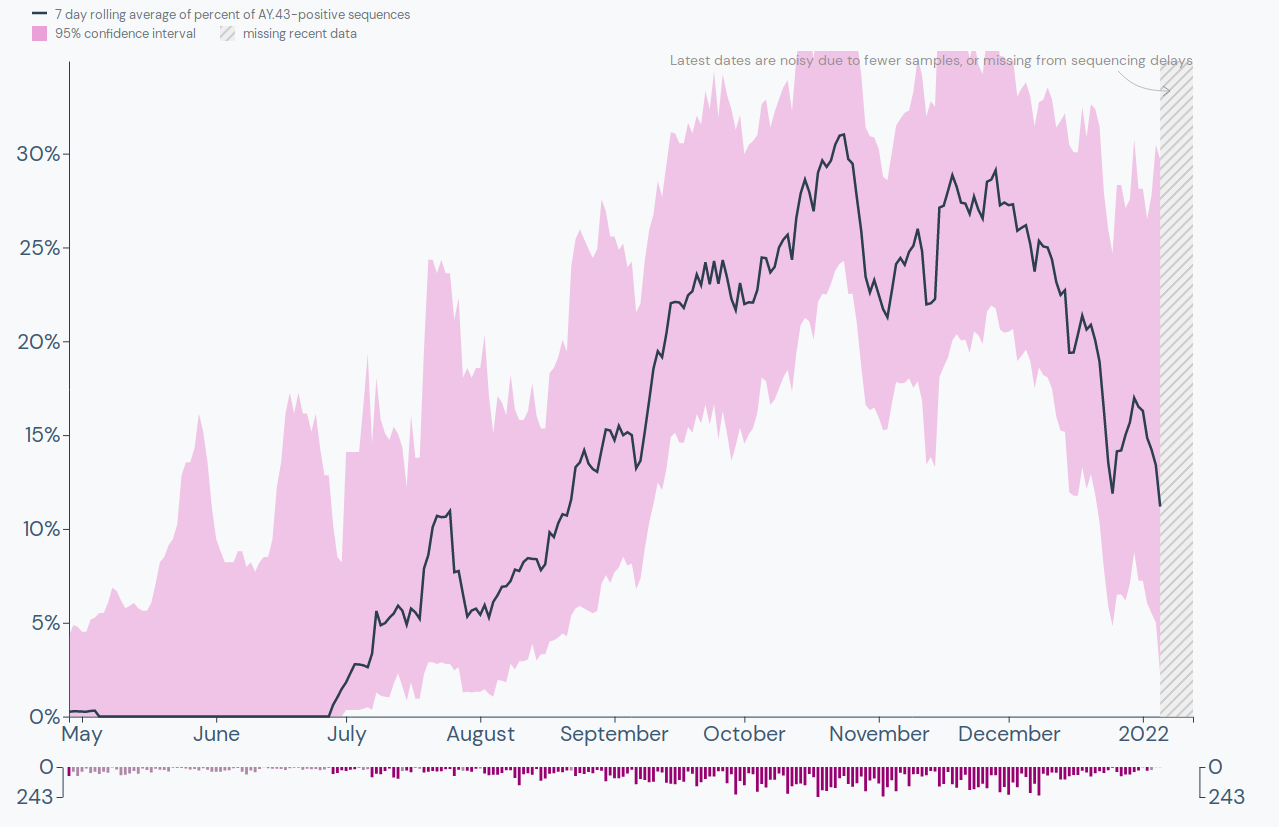 7 day rolling average of percent of AY.43-positive sequences
95% confidence interval missing recent data
Latest dates are noisy due to fewer samples, or missing from sequencing delays
30%
25%
20%
15%
10%
5%
0%
May June July August September October November December 2022
0 0
243 243